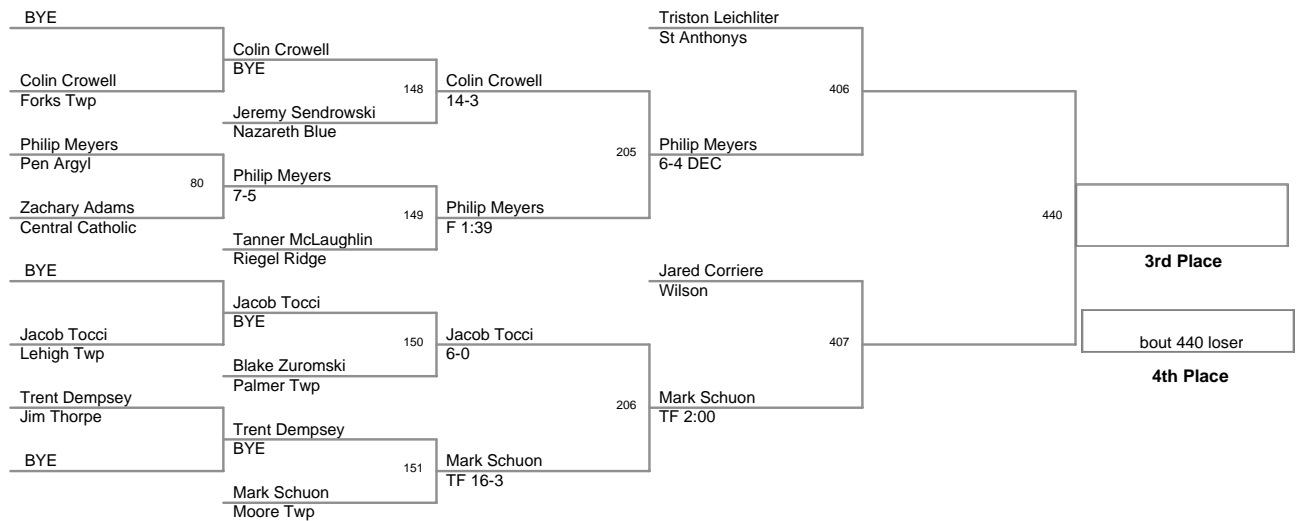 BYE
Colin Crowell
Forks Twp
Philip Meyers
Pen Argyl
80
Zachary Adams
Central Catholic
BYE
Jacob Tocci
Lehigh Twp
Trent Dempsey
Jim Thorpe
BYE
Colin Crowell
BYE
148
Jeremy Sendrowski
Nazareth Blue
Philip Meyers
7-5
149
Tanner McLaughlin
Riegel Ridge
Jacob Tocci
BYE
150
Blake Zuromski
Palmer Twp
Trent Dempsey
BYE
151
Mark Schuon
Moore Twp
Colin Crowell
14-3
205
Philip Meyers
F 1:39
Jacob Tocci
6-0
206
Mark Schuon
TF 16-3
Triston Leichliter
St Anthonys
406
Philip Meyers
6-4 DEC
Jared Corriere
Wilson
407
Mark Schuon
TF 2:00
440
3rd Place
bout 440 loser
4th Place